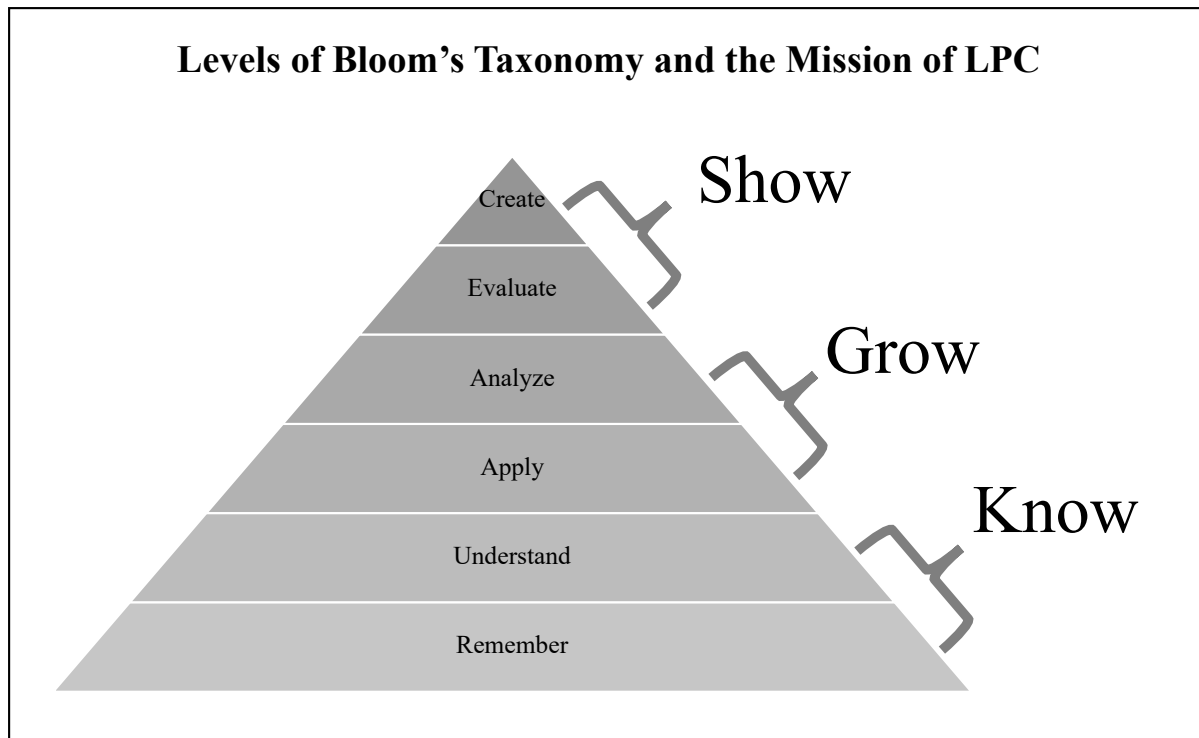 Levels of Bloom’s Taxonomy and the Mission of LPC
Create
Show
Evaluate
Grow
Analyze
Apply
Know
Understand
Remember